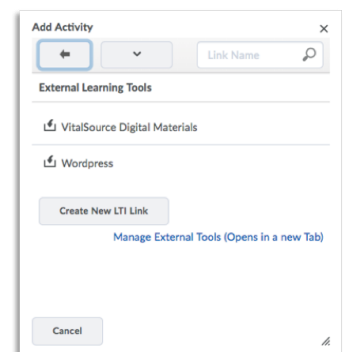 Add Activity
Link Name
External Learning Tools
VitalSource Digital Materials
Wordpress
Create New LTI Link
Manage External Tools (Opens in a new Tab)
Cancel